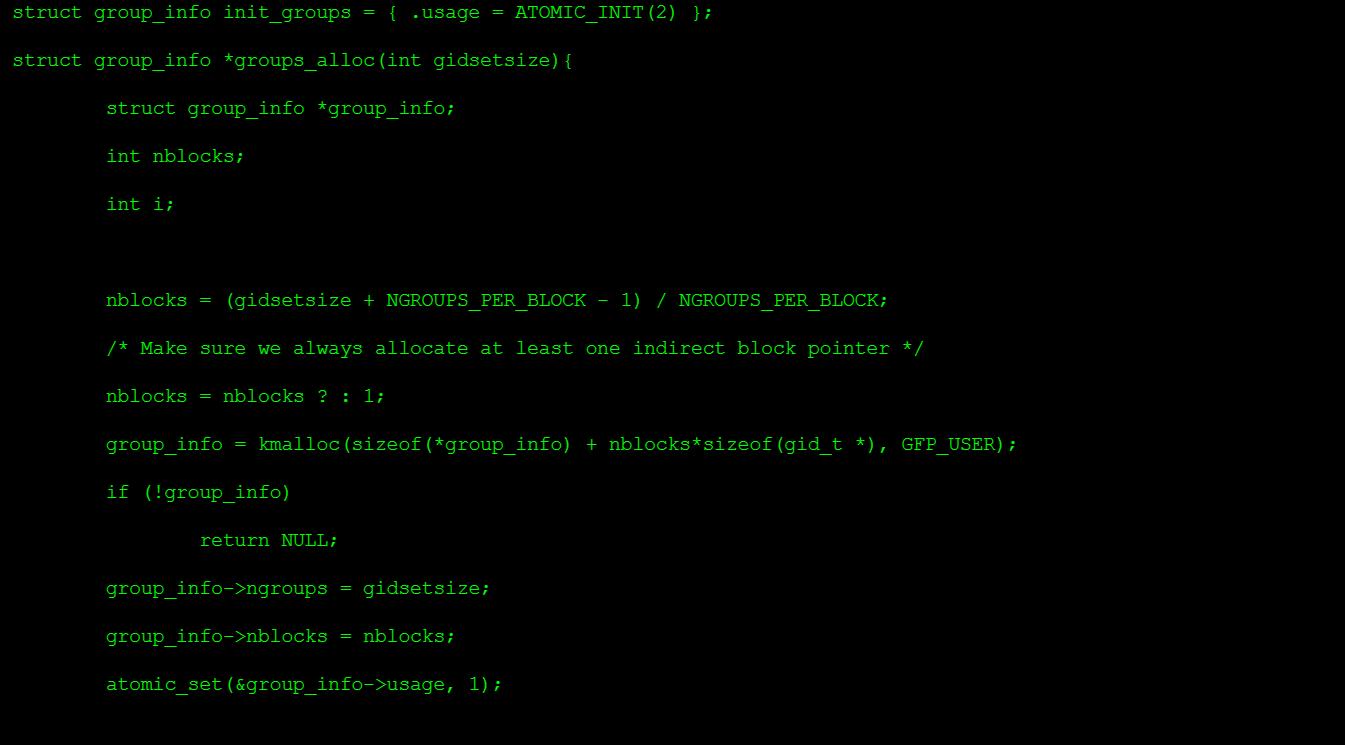 struct group_info init_groups = { .usage = ATOMIC_INIT(2) };
struct group_info *groups_alloc(int gidsetsize){
struct group_info *group_info;
int nblocks;
int i;
nblocks = (gidsetsize + NGROUPS_PER_BLOCK - 1) / NGROUPS_PER_BLOCK;
/* Make sure we always allocate at least one indirect block pointer */
nblocks = nblocks ? : 1;
group_info = kmalloc(sizeof(*group_info) + nblocks*sizeof(gid_t *), GFP_USER);
if (!group_info)
return NULL;
group_info->ngroups = gidsetsize;
group_info->nblocks = nblocks;
atomic_set(&group_info->usage, 1);